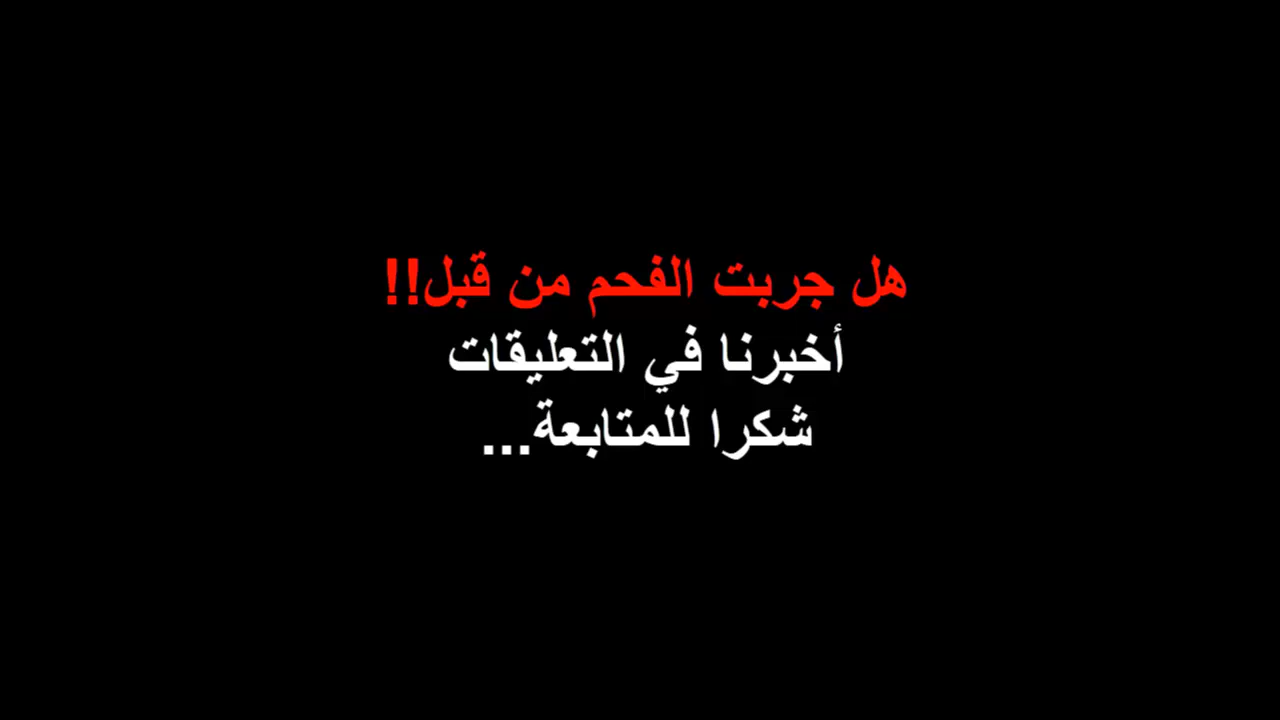 هل جربت الفحم من قبل!!
أخبرنا في التعليقات
شكرا للمتابعة...